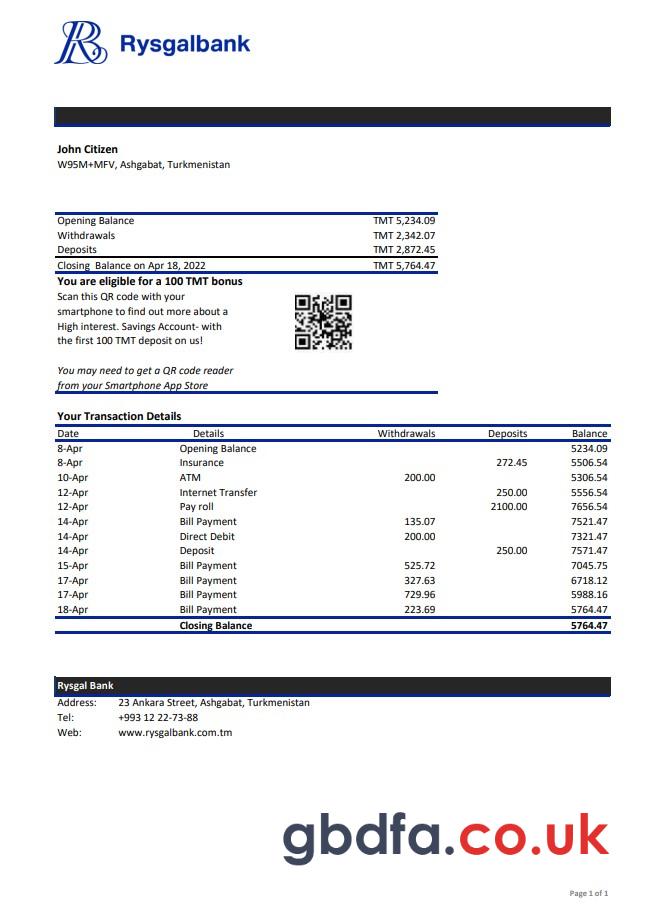 Rysgalbank
John Citizen
W95M+MFV, Ashgabat, Turkmenistan
Opening Balance TMT 5,234.09
Withdrawals TMT 2,342.07
Deposits TMT 2,872.45
Closing Balance on Apr 18, 2022 TMT 5,764.47
You are eligible for a 100 TMT bonus
Scan this QR code with your
smartphone to find out more about a
High interest. Savings Account- with
the first 100 TMT deposit on us!
You may need to get a QR code reader
from your Smartphone App Store
Your Transaction Details
Date Details Withdrawals Deposits Balance
8-Apr Opening Balance 5234.09
8-Apr Insurance 272.45 5506.54
10-Apr ATM 200.00 5306.54
12-Apr Internet Transfer 250.00 5556.54
12-Apr Pay roll 2100.00 7656.54
14-Apr Bill Payment 135.07 7521.47
14-Apr Direct Debit 200.00 7321.47
14-Apr Deposit 250.00 7571.47
15-Apr Bill Payment 525.72 7045.75
17-Apr Bill Payment 327.63 6718.12
17-Apr Bill Payment 729.96 5988.16
18-Apr Bill Payment 223.69 5764.47
Closing Balance 5764.47
Rysgal Bank
Address: 23 Ankara Street, Ashgabat, Turkmenistan
Tel: +993 12 22-73-88
Web: www.rysgalbank.com.tm
gbdfa.co.uk
Page 1 of 1